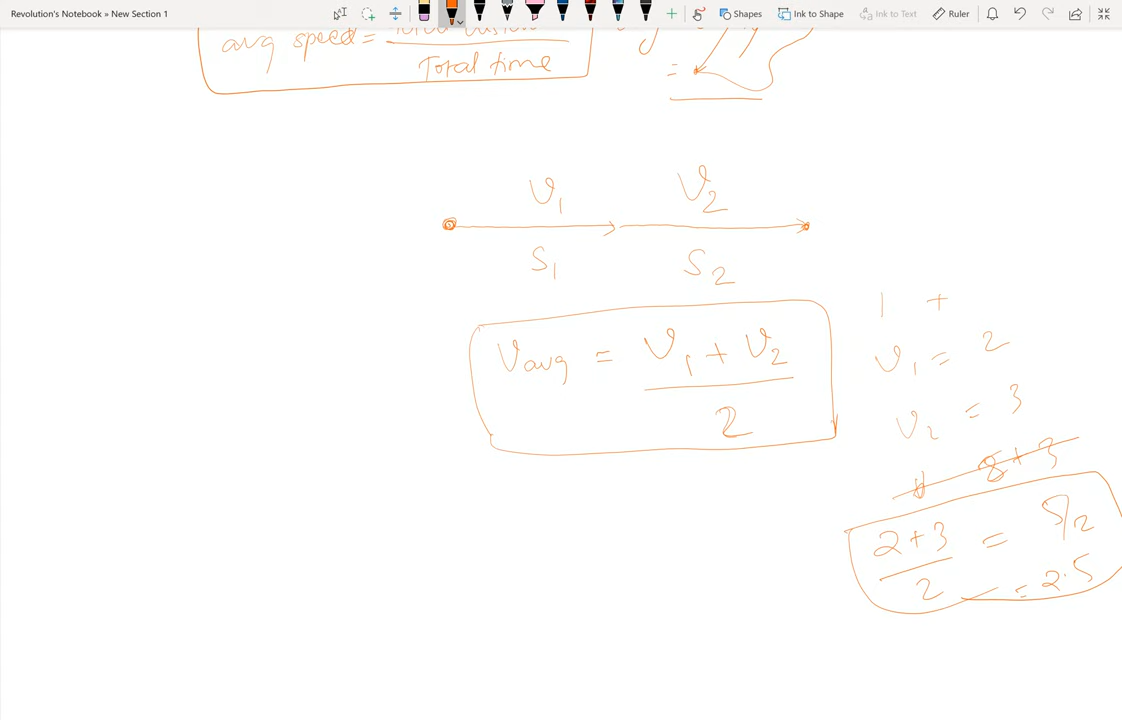 Revolution's Notebook » New Section 1
Shapes Ink to Shape Ink to Text Ruler
avg speed =
Total time
=
V₁ V₂
S₁ S₂
Vavg = V₁ + V₂
2
1 +
V₁ = 2
V₂ = 3
2+3 = 5/2
2 = 2.5